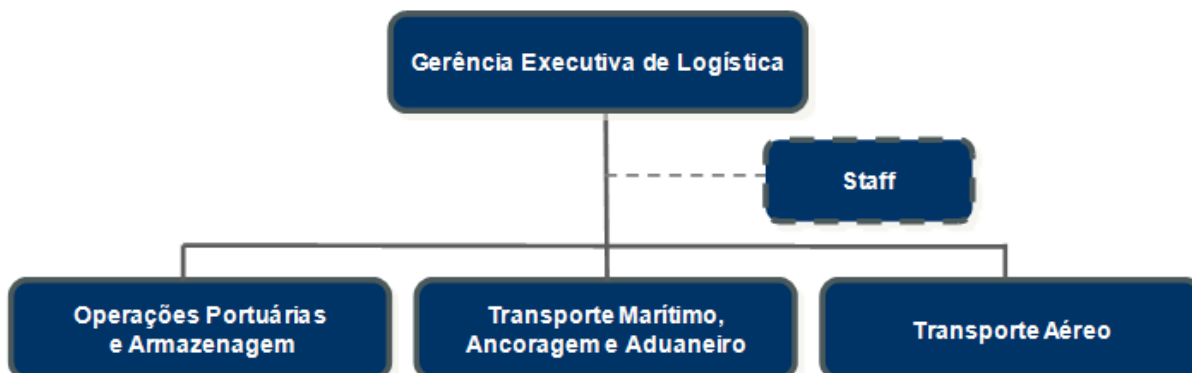 Gerência Executiva de Logística
Staff
Operações Portuárias
e Armazenagem
Transporte Marítimo,
Ancoragem e Aduaneiro
Transporte Aéreo